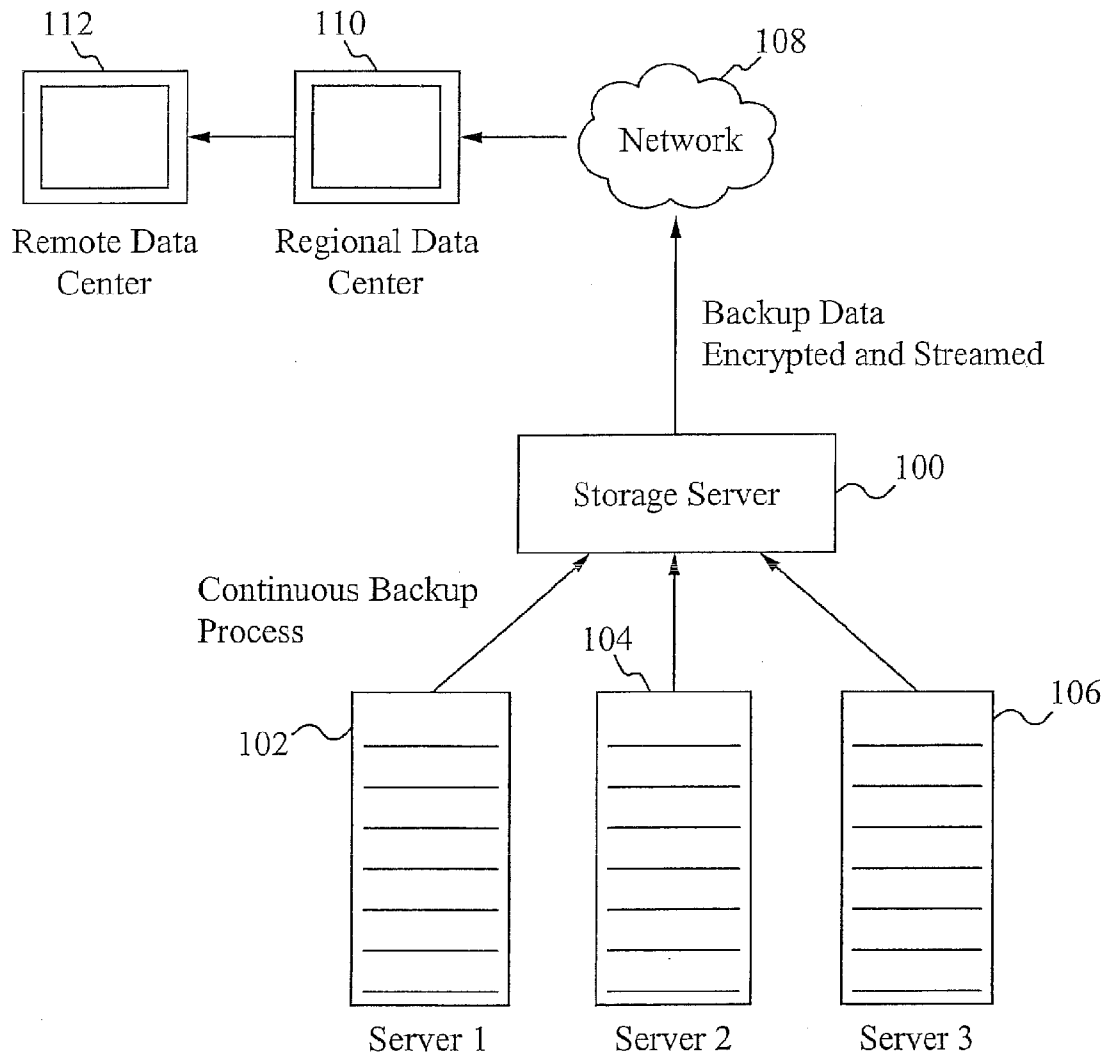 112
110
108
Network
Remote Data
Center
Regional Data
Center
Backup Data
Encrypted and Streamed
100
Storage Server
Continuous Backup
Process
104
106
102
Server 1
Server 2
Server 3